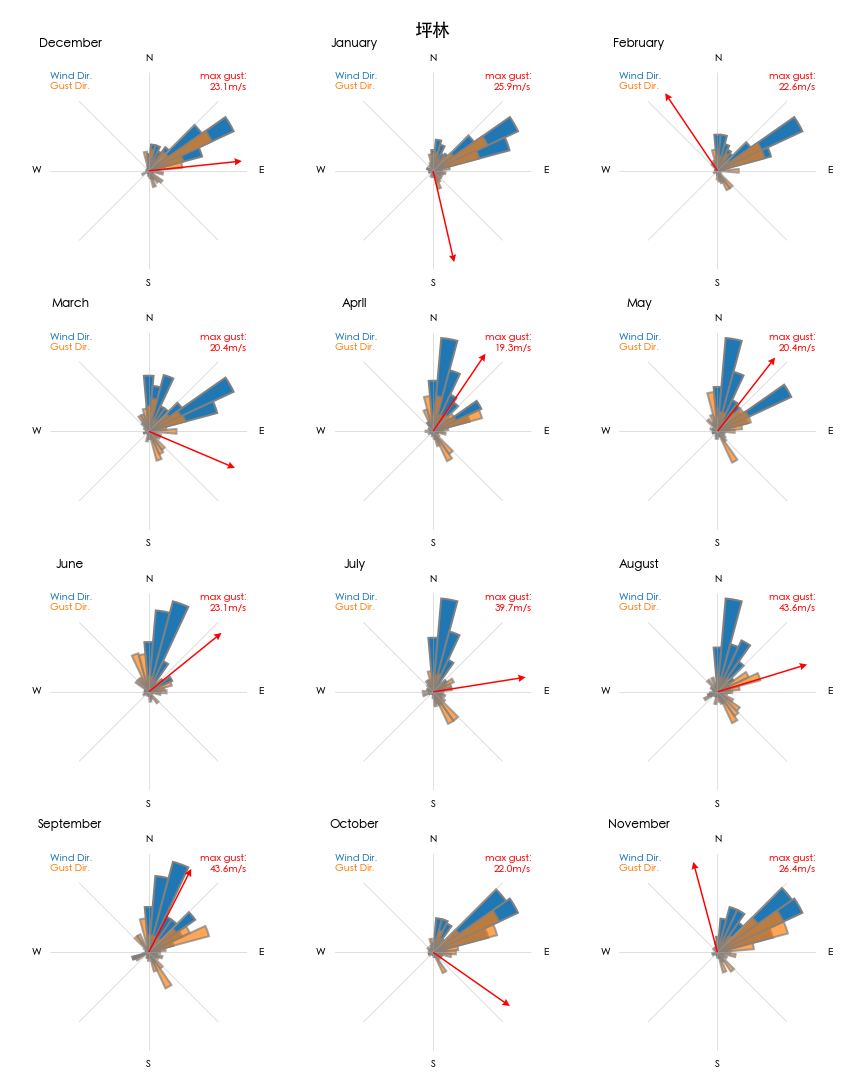 坪林
December
N
Wind Dir.
Gust Dir.
max gust:
23.1m/s
W
E
S
January
N
Wind Dir.
Gust Dir.
max gust:
25.9m/s
W
E
S
February
N
Wind Dir.
Gust Dir.
max gust:
22.6m/s
W
E
S
March
N
Wind Dir.
Gust Dir.
max gust:
20.4m/s
W
E
S
April
N
Wind Dir.
Gust Dir.
max gust:
19.3m/s
W
E
S
May
N
Wind Dir.
Gust Dir.
max gust:
20.4m/s
W
E
S
June
N
Wind Dir.
Gust Dir.
max gust:
23.1m/s
W
E
S
July
N
Wind Dir.
Gust Dir.
max gust:
39.7m/s
W
E
S
August
N
Wind Dir.
Gust Dir.
max gust:
43.6m/s
W
E
S
September
N
Wind Dir.
Gust Dir.
max gust:
43.6m/s
W
E
S
October
N
Wind Dir.
Gust Dir.
max gust:
22.0m/s
W
E
S
November
N
Wind Dir.
Gust Dir.
max gust:
26.4m/s
W
E
S